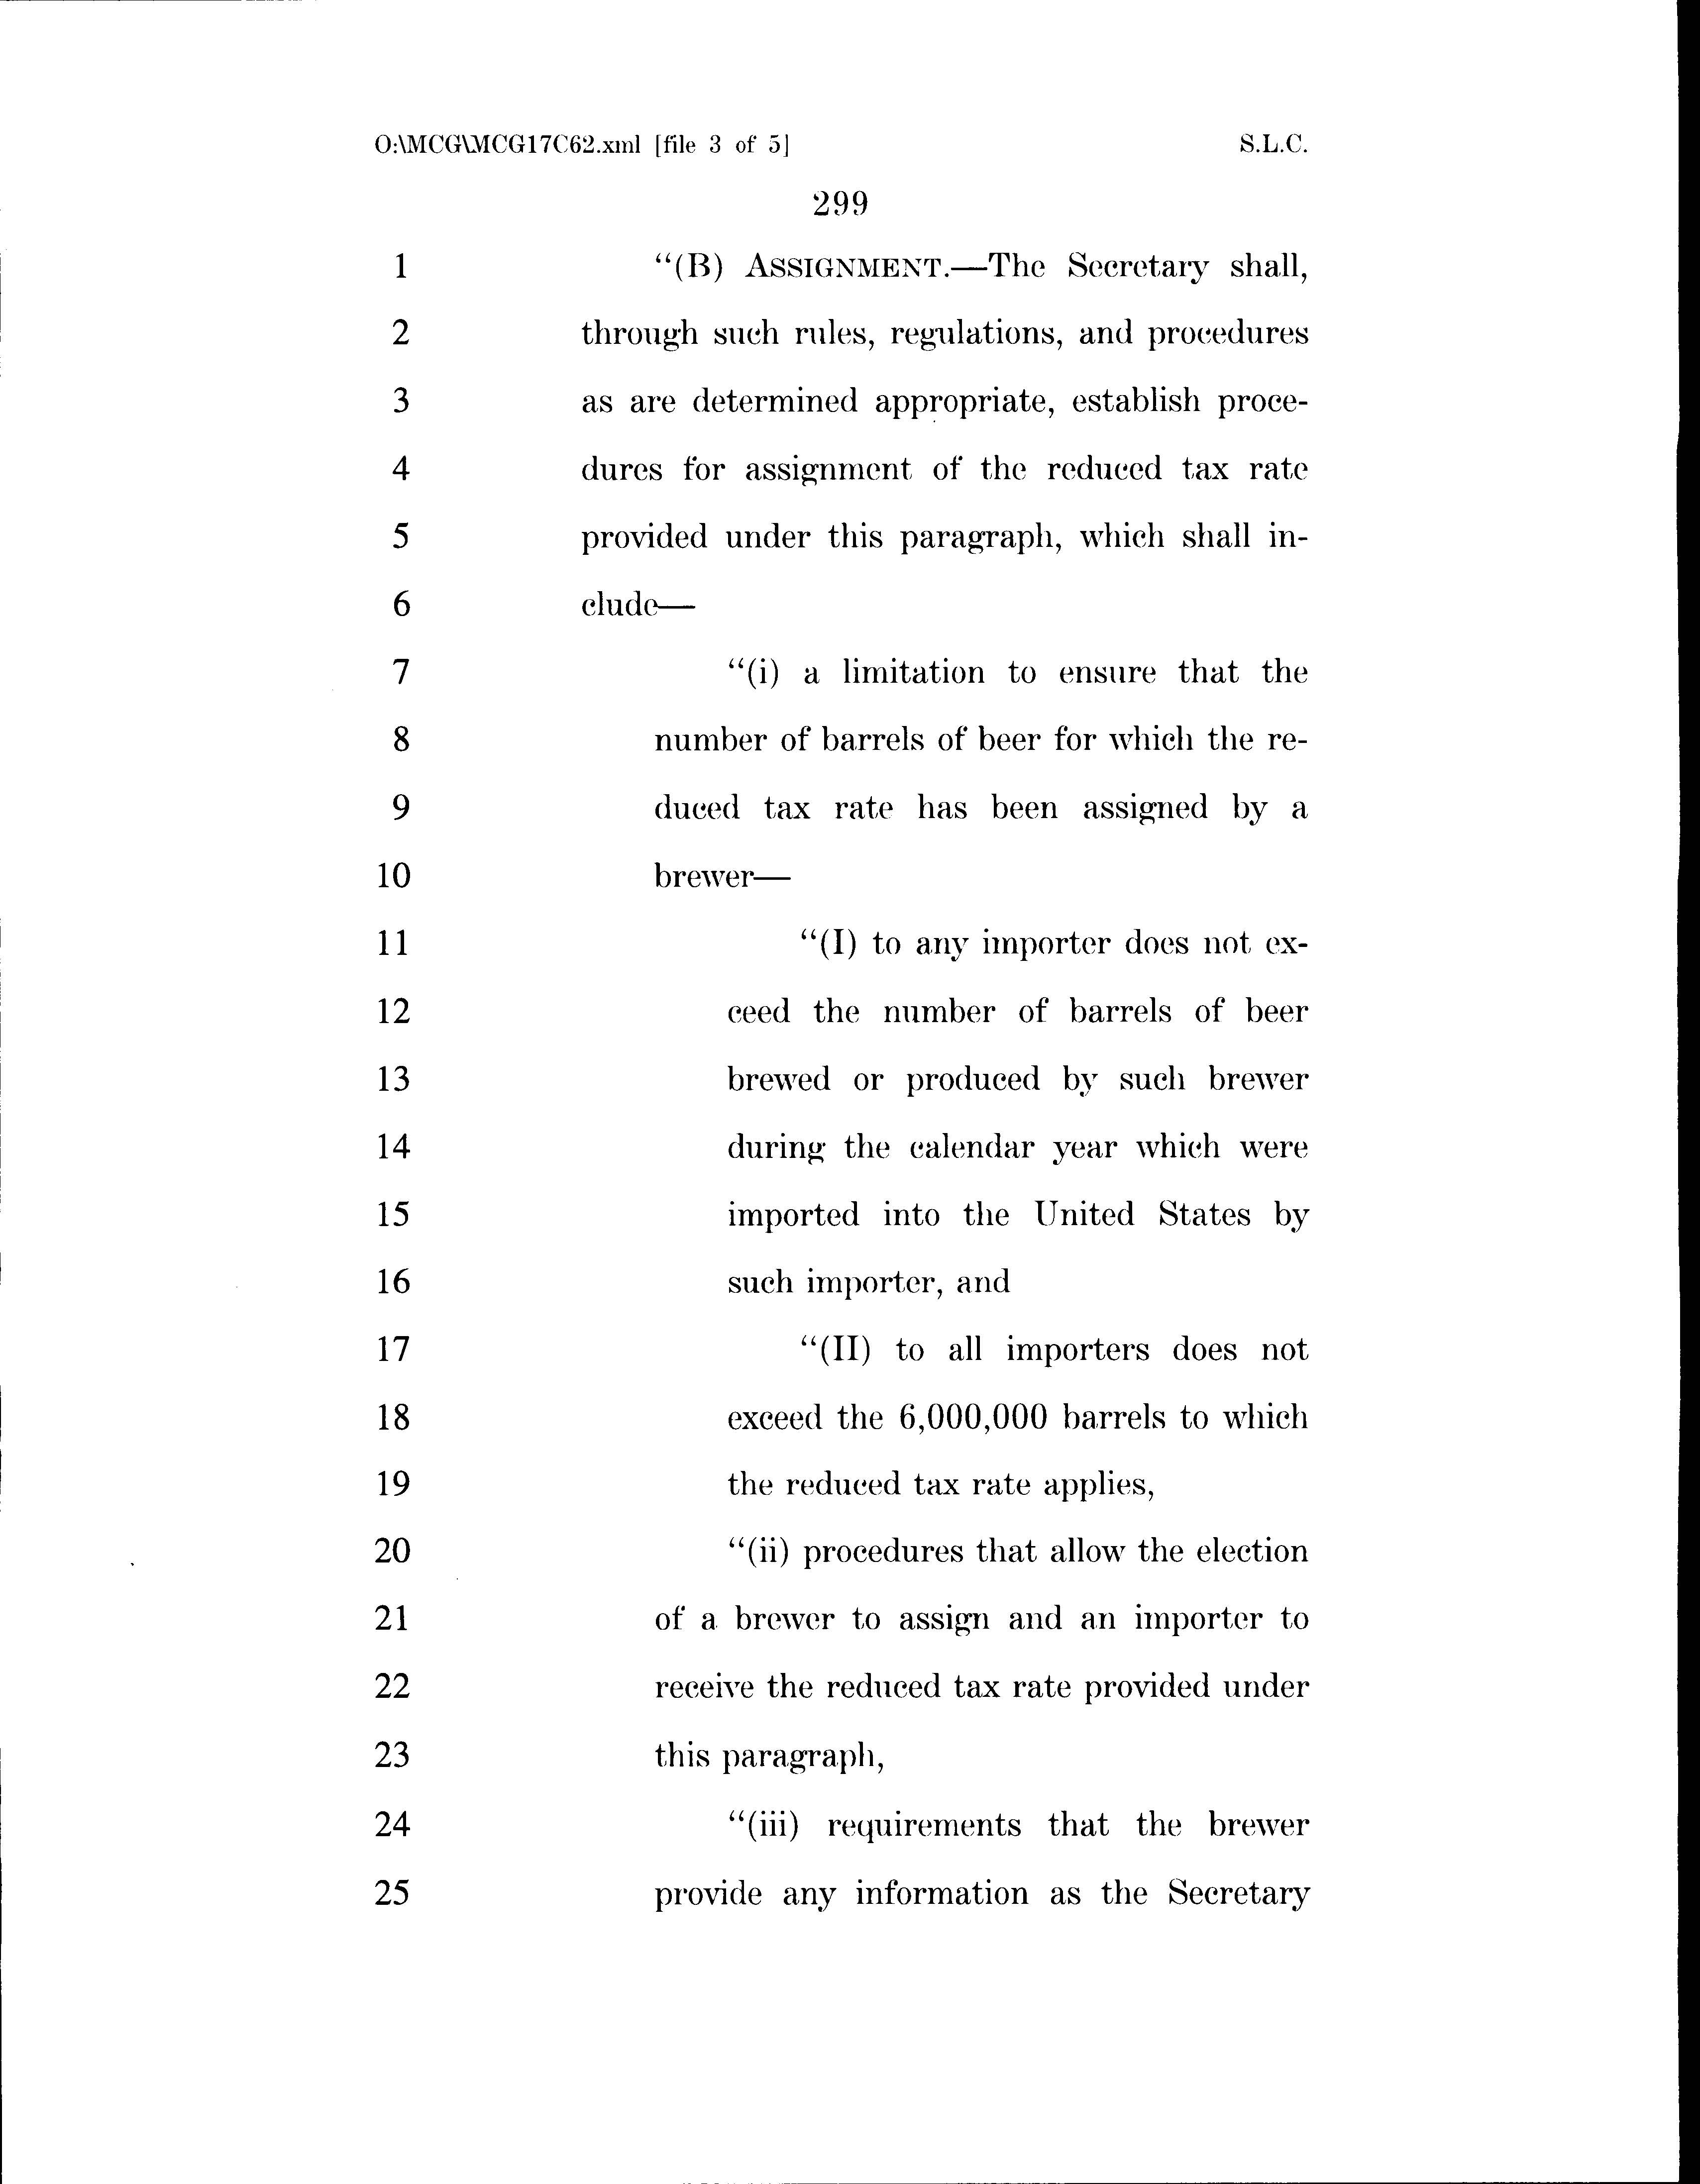 O:\MCG\MCG17C62.xml [file 3 of 5] S.L.C.
299
1 “(B) ASSIGNMENT.—The Secretary shall,
2 through such rules, regulations, and procedures
3 as are determined appropriate, establish proce-
4 dures for assignment of the reduced tax rate
5 provided under this paragraph, which shall in-
6 clude—
7 “(i) a limitation to ensure that the
8 number of barrels of beer for which the re-
9 duced tax rate has been assigned by a
10 brewer—
11 “(I) to any importer does not ex-
12 ceed the number of barrels of beer
13 brewed or produced by such brewer
14 during the calendar year which were
15 imported into the United States by
16 such importer, and
17 “(II) to all importers does not
18 exceed the 6,000,000 barrels to which
19 the reduced tax rate applies,
20 “(ii) procedures that allow the election
21 of a brewer to assign and an importer to
22 receive the reduced tax rate provided under
23 this paragraph,
24 “(iii) requirements that the brewer
25 provide any information as the Secretary